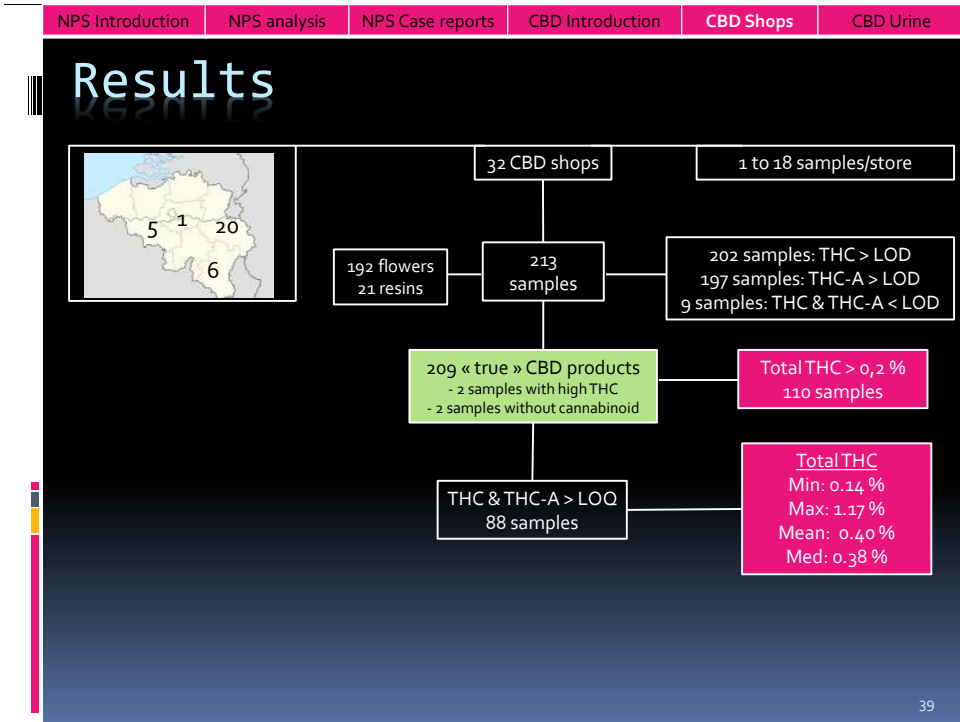 NPS Introduction
NPS analysis
NPS Case reports
CBD Introduction
CBD Shops
CBD Urine
Results
5
1
20
6
32 CBD shops
1 to 18 samples/store
192 flowers
21 resins
213
samples
202 samples: THC > LOD
197 samples: THC-A > LOD
9 samples: THC & THC-A < LOD
209 « true » CBD products
- 2 samples with high THC
- 2 samples without cannabinoid
Total THC > 0,2 %
110 samples
THC & THC-A > LOQ
88 samples
Total THC
Min: 0.14 %
Max: 1.17 %
Mean: 0.40 %
Med: 0.38 %
39